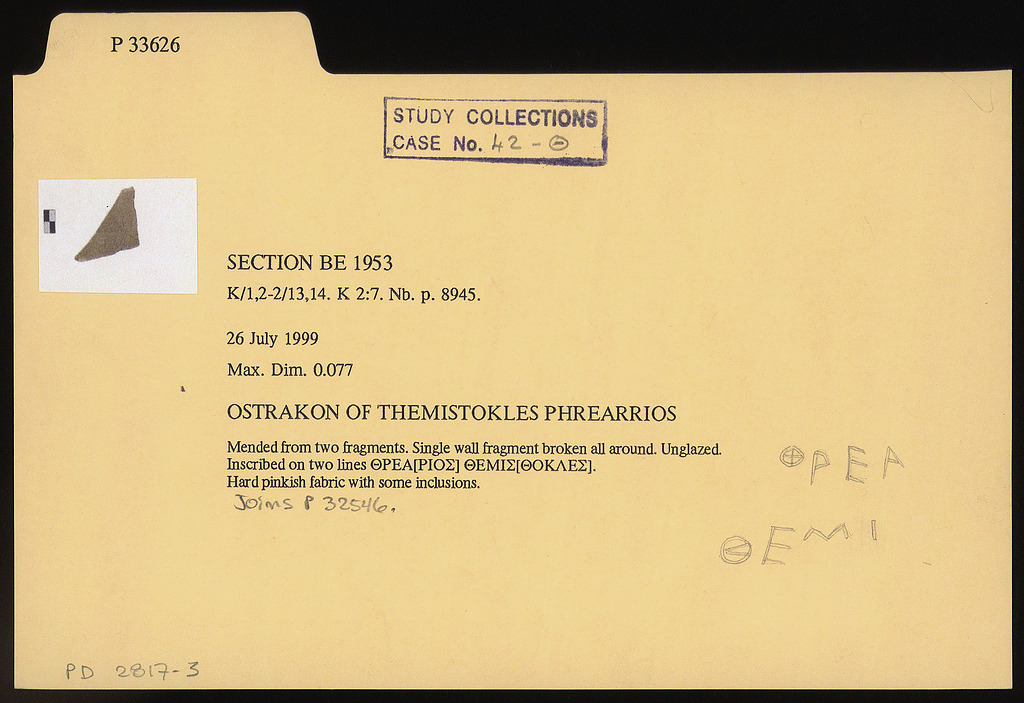 P 33626
STUDY COLLECTIONS
CASE No. 42-Θ
SECTION BE 1953
K/1,2-2/13,14. K 2:7. Nb. p. 8945.
26 July 1999
Max. Dim. 0.077
OSTRAKON OF THEMISTOKLES PHREARRIOS
Mended from two fragments. Single wall fragment broken all around. Unglazed.
Inscribed on two lines ΘΡΕΑ[ΡΙΟΣ] ΘΕΜΙΣ[ΘΟΚΛΕΣ].
Hard pinkish fabric with some inclusions.
Joins P 32546.
ΘΡΕΑ
ΘΕΜΙ
PD 2817-3